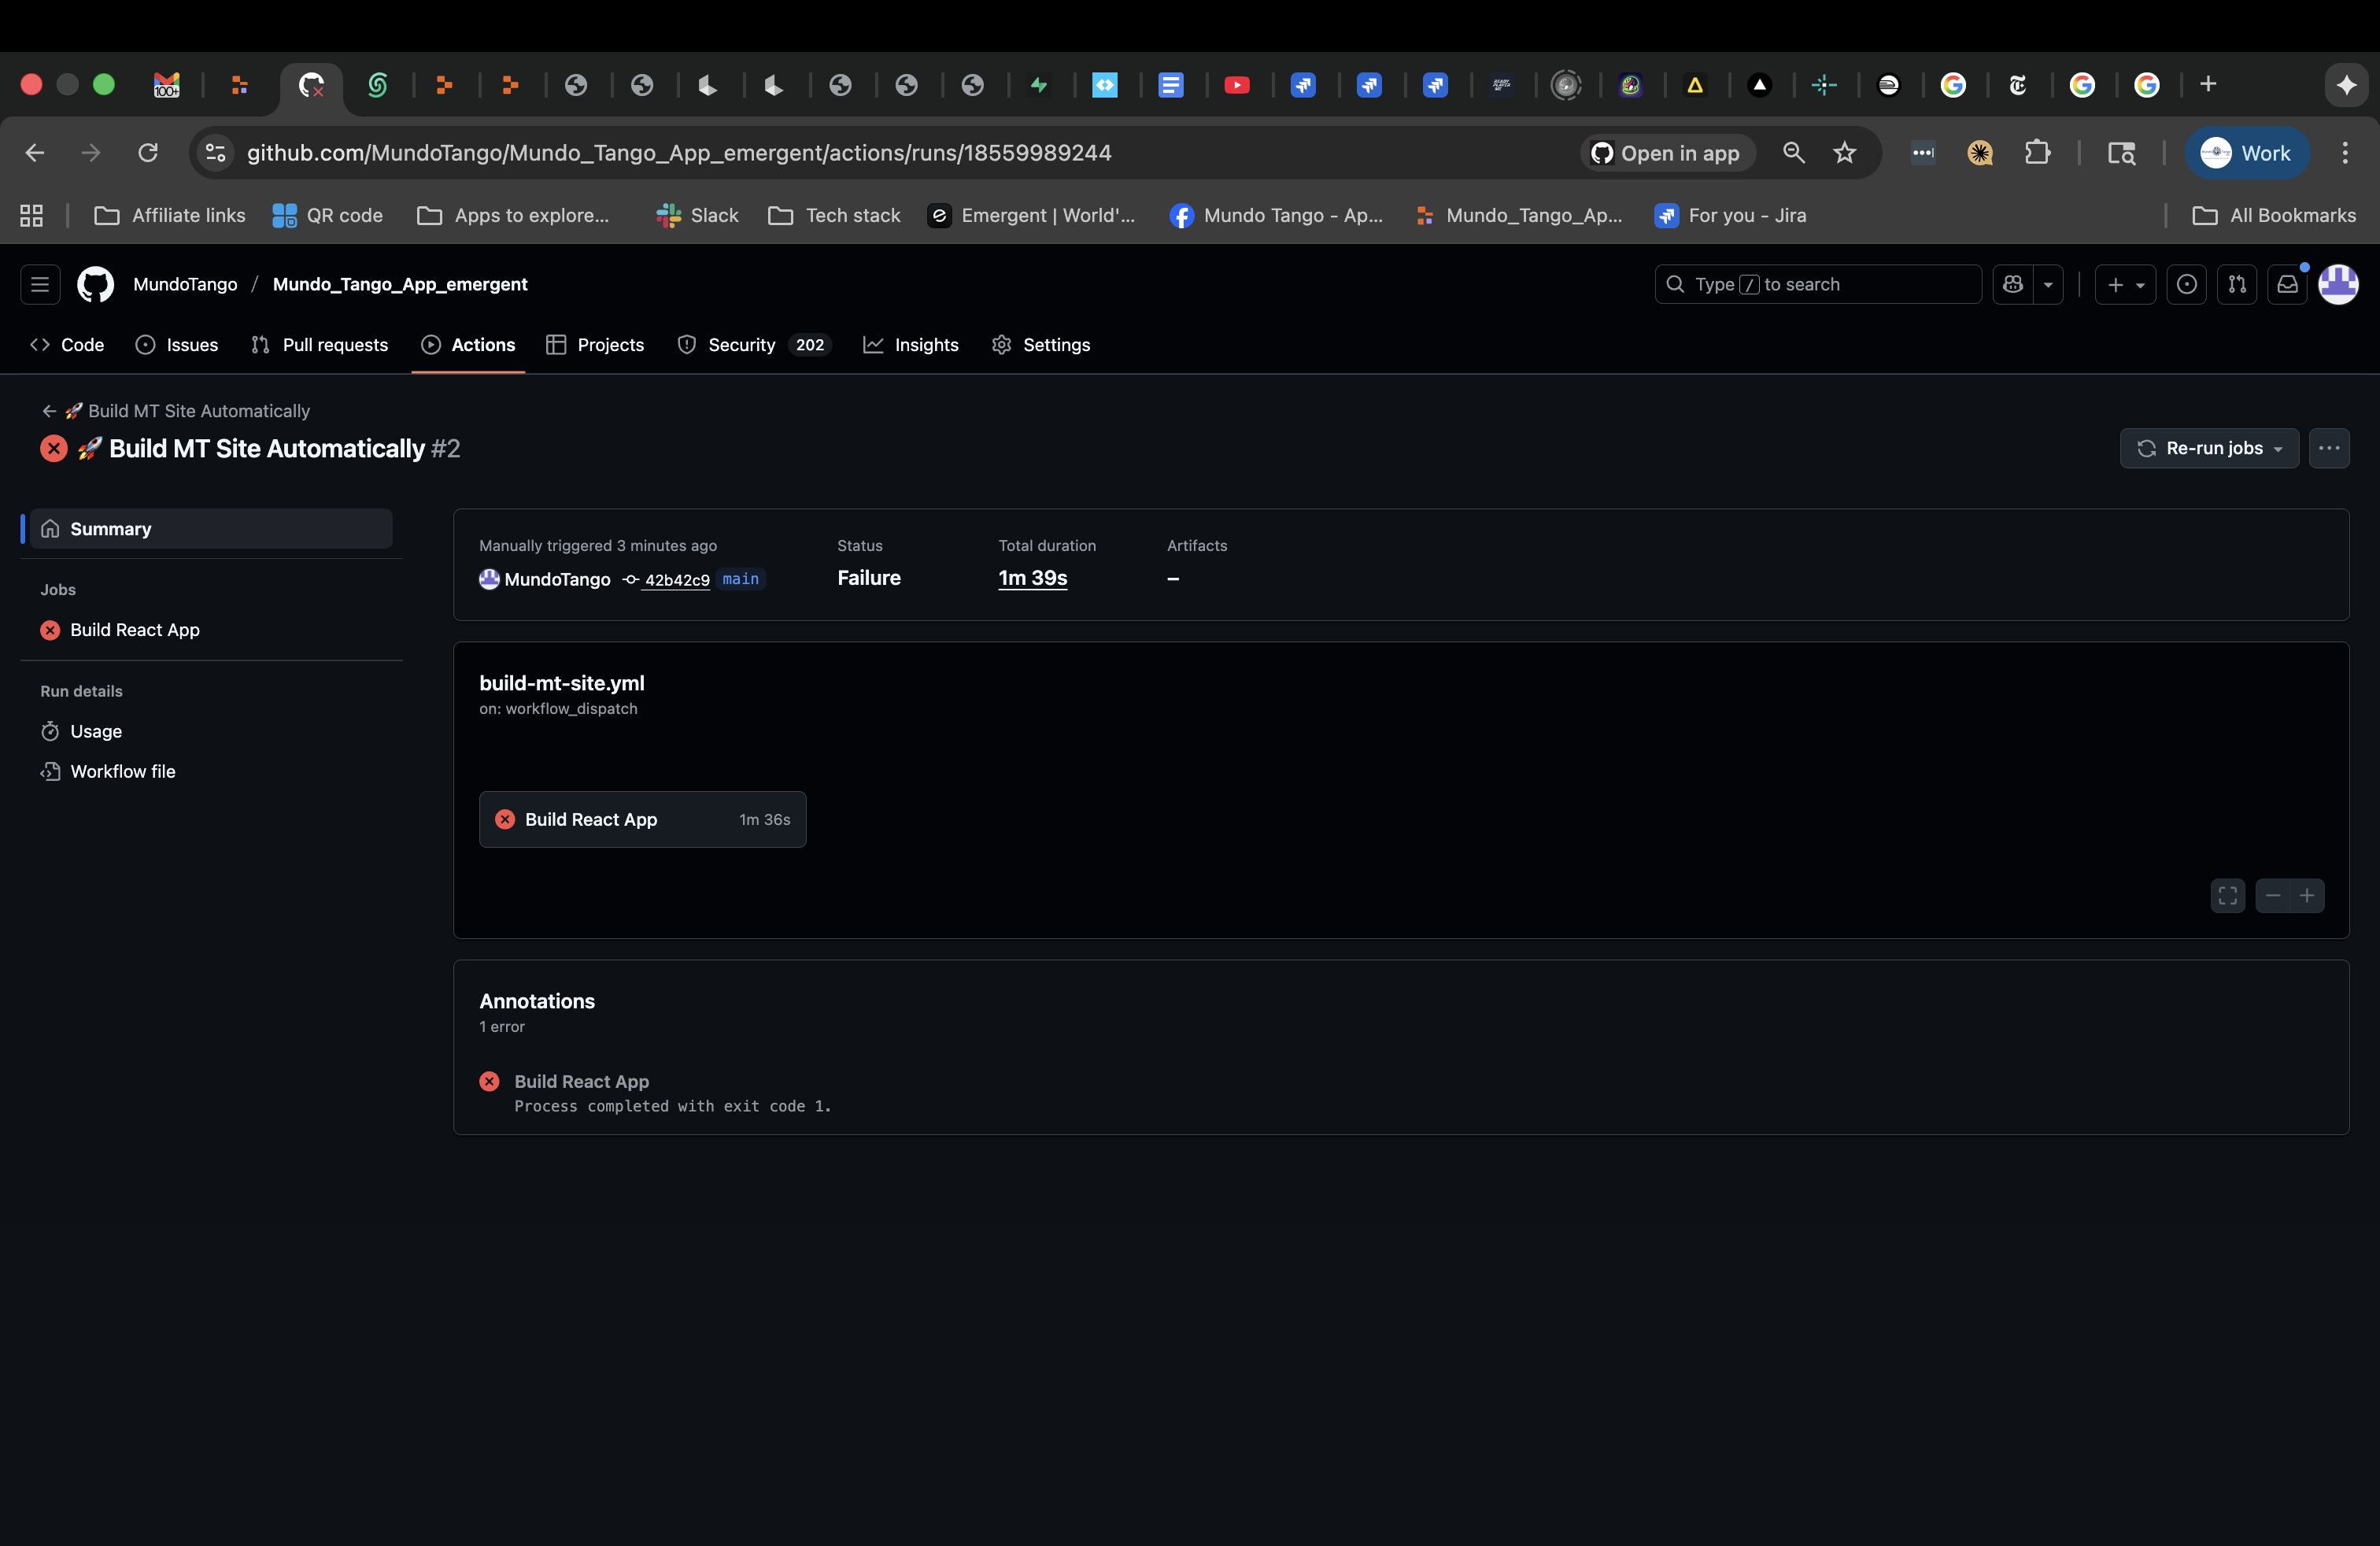 100+
github.com/MundoTango/Mundo_Tango_App_emergent/actions/runs/18559989244
Open in app
Work
Affiliate links
QR code
Apps to explore...
Slack
Tech stack
Emergent | World'...
Mundo Tango - Ap...
Mundo_Tango_Ap...
For you - Jira
All Bookmarks
MundoTango / Mundo_Tango_App_emergent
Type / to search
Code
Issues
Pull requests
Actions
Projects
Security 202
Insights
Settings
Build MT Site Automatically
Build MT Site Automatically #2
Re-run jobs
Summary
Jobs
Build React App
Run details
Usage
Workflow file
Manually triggered 3 minutes ago
MundoTango 42b42c9 main
Status
Failure
Total duration
1m 39s
Artifacts
–
build-mt-site.yml
on: workflow_dispatch
Build React App 1m 36s
Annotations
1 error
Build React App
Process completed with exit code 1.